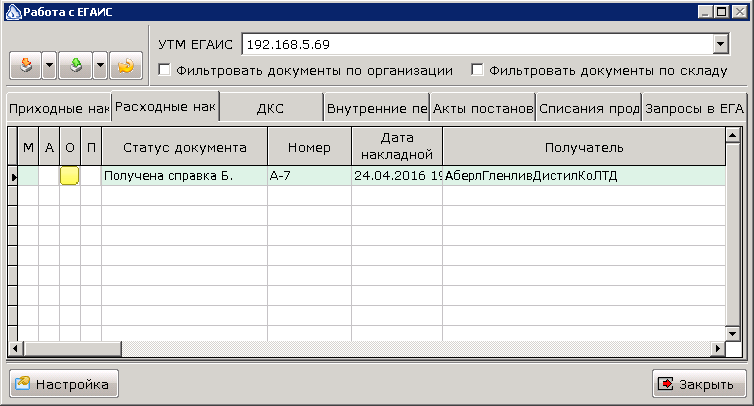 Работа с ЕГАИС
УТМ ЕГАИС 192.168.5.69
Фильтровать документы по организации Фильтровать документы по складу
Приходные нак Расходные нак ДКС Внутренние пе Акты постанов Списания прод Запросы в ЕГА
М А О П Статус документа Номер Дата накладной Получатель
Получена справка Б. А-7 24.04.2016 19 АберлГленливДистилКоЛТД
Настройка Закрыть